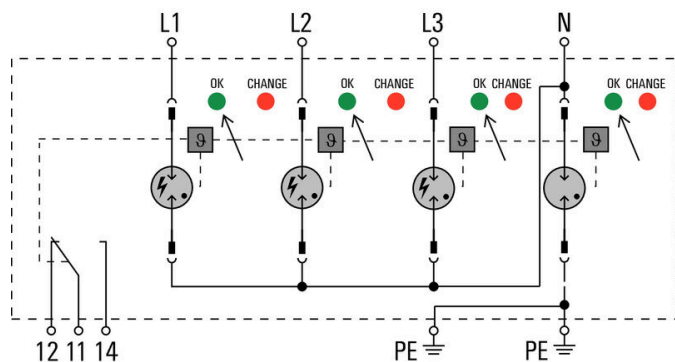 L1 L2 L3 N
OK CHANGE OK CHANGE OK CHANGE OK CHANGE
ϑ ϑ ϑ ϑ
12 11 14 PE PE